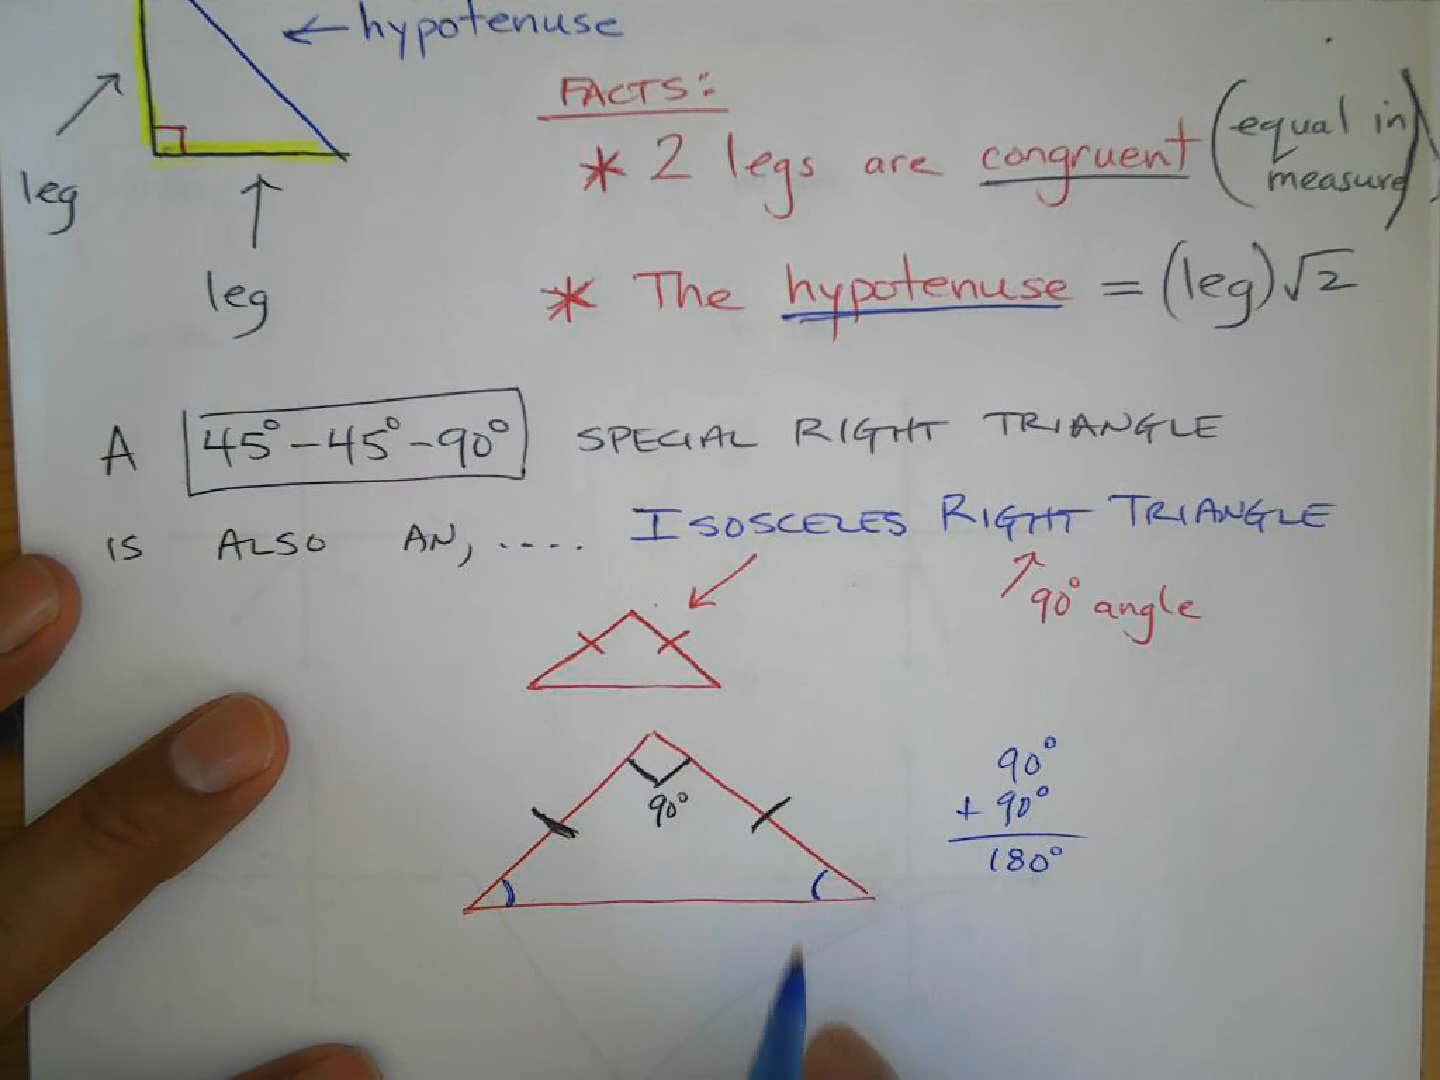 hypotenuse
leg
leg
FACTS:
* 2 legs are congruent (equal in measure)
* The hypotenuse = (leg)√2
A 45°-45°-90° SPECIAL RIGHT TRIANGLE
IS ALSO AN, ..... ISOSCELES RIGHT TRIANGLE
90° angle
90°
90°
+ 90°
180°